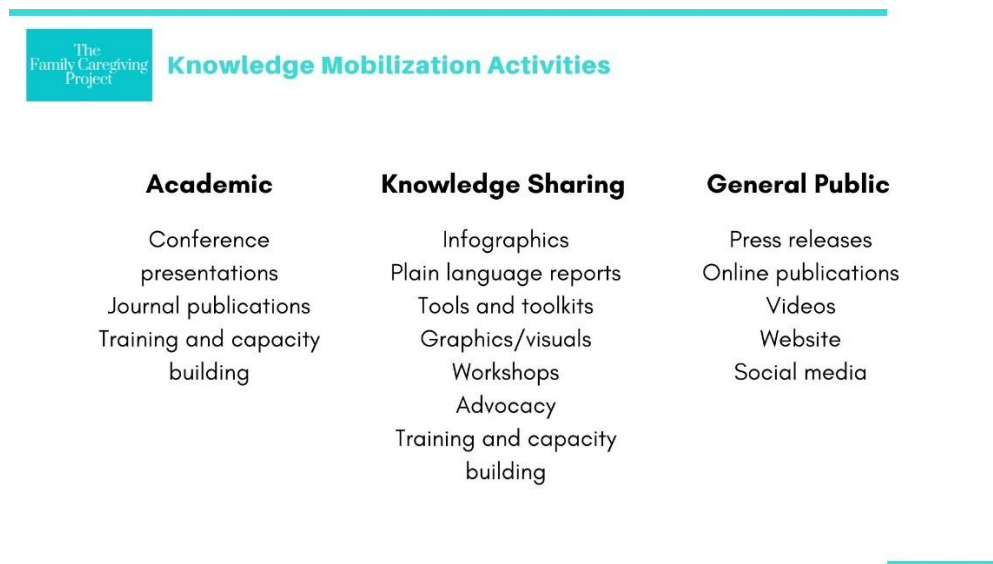 The
Family Caregiving
Project
Knowledge Mobilization Activities
Academic
Conference
presentations
Journal publications
Training and capacity
building
Knowledge Sharing
Infographics
Plain language reports
Tools and toolkits
Graphics/visuals
Workshops
Advocacy
Training and capacity
building
General Public
Press releases
Online publications
Videos
Website
Social media